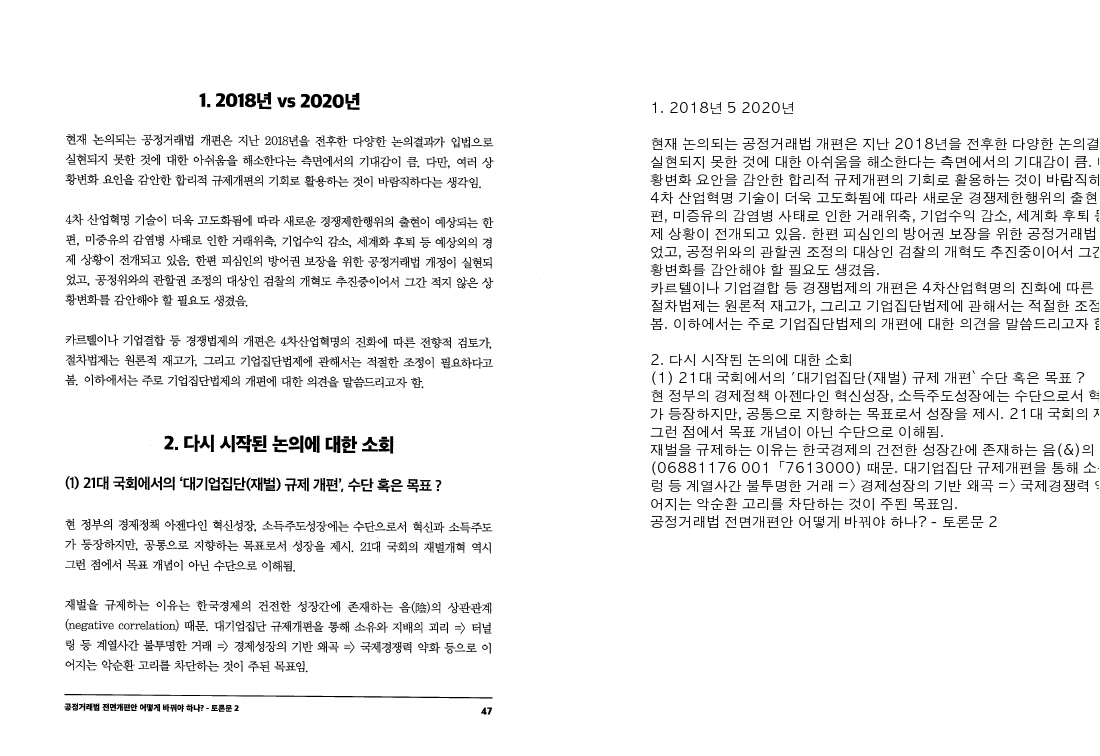 1. 2018년 vs 2020년
현재 논의되는 공정거래법 개편은 지난 2018년을 전후한 다양한 논의결과가 입법으로
실현되지 못한 것에 대한 아쉬움을 해소한다는 측면에서의 기대감이 큼. 다만, 여러 상
황변화 요인을 감안한 합리적 규제개편의 기회로 활용하는 것이 바람직하다는 생각임.
4차 산업혁명 기술이 더욱 고도화됨에 따라 새로운 경쟁제한행위의 출현이 예상되는 한
편, 미증유의 감염병 사태로 인한 거래위축, 기업수익 감소, 세계화 후퇴 등 예상외의 경
제 상황이 전개되고 있음. 한편 피심인의 방어권 보장을 위한 공정거래법 개정이 실현되
었고, 공정위와의 관할권 조정의 대상인 검찰의 개혁도 추진중이어서 그간 적지 않은 상
황변화를 감안해야 할 필요도 생겼음.
카르텔이나 기업결합 등 경쟁법제의 개편은 4차산업혁명의 진화에 따른 전향적 검토가,
절차법제는 원론적 재고가, 그리고 기업집단법제에 관해서는 적절한 조정이 필요하다고
봄. 이하에서는 주로 기업집단법제의 개편에 대한 의견을 말씀드리고자 함.
2. 다시 시작된 논의에 대한 소회
(1) 21대 국회에서의 '대기업집단(재벌) 규제 개편', 수단 혹은 목표 ?
현 정부의 경제정책 아젠다인 혁신성장, 소득주도성장에는 수단으로서 혁신과 소득주도
가 등장하지만, 공통으로 지향하는 목표로서 성장을 제시. 21대 국회의 재벌개혁 역시
그런 점에서 목표 개념이 아닌 수단으로 이해됨.
재벌을 규제하는 이유는 한국경제의 건전한 성장간에 존재하는 음(陰)의 상관관계
(negative correlation) 때문. 대기업집단 규제개편을 통해 소유와 지배의 괴리 => 터널
링 등 계열사간 불투명한 거래 => 경제성장의 기반 왜곡 => 국제경쟁력 약화 등으로 이
어지는 악순환 고리를 차단하는 것이 주된 목표임.
공정거래법 전면개편안 어떻게 바꿔야 하나? - 토론문 2
47
1. 2018년 5 2020년
현재 논의되는 공정거래법 개편은 지난 2018년을 전후한 다양한 논의결
실현되지 못한 것에 대한 아쉬움을 해소한다는 측면에서의 기대감이 큼.
황변화 요안을 감안한 합리적 규제개편의 기회로 활용하는 것이 바람직하
4차 산업혁명 기술이 더욱 고도화됨에 따라 새로운 경쟁제한행위의 출현
편, 미증유의 감염병 사태로 인한 거래위축, 기업수익 감소, 세계화 후퇴
제 상황이 전개되고 있음. 한편 피심인의 방어권 보장을 위한 공정거래법
었고, 공정위와의 관할권 조정의 대상인 검찰의 개혁도 추진중이어서 그간
황변화를 감안해야 할 필요도 생겼음.
카르텔이나 기업결합 등 경쟁법제의 개편은 4차산업혁명의 진화에 따른
절차법제는 원론적 재고가, 그리고 기업집단법제에 관해서는 적절한 조정
봄. 이하에서는 주로 기업집단법제의 개편에 대한 의견을 말씀드리고자 함
2. 다시 시작된 논의에 대한 소회
(1) 21대 국회에서의 ´대기업집단(재벌) 규제 개편` 수단 혹은 목표 ?
현 정부의 경제정책 아젠다인 혁신성장, 소득주도성장에는 수단으로서 혁
가 등장하지만, 공통으로 지향하는 목표로서 성장을 제시. 21대 국회의 재
그런 점에서 목표 개념이 아닌 수단으로 이해됨.
재벌을 규제하는 이유는 한국경제의 건전한 성장간에 존재하는 음(&)의
(06881176 001「7613000) 때문. 대기업집단 규제개편을 통해 소
렁 등 계열사간 불투명한 거래 =〉 경제성장의 기반 왜곡 =〉 국제경쟁력
어지는 악순환 고리를 차단하는 것이 주된 목표임.
공정거래법 전면개편안 어떻게 바꿔야 하나? - 토론문 2